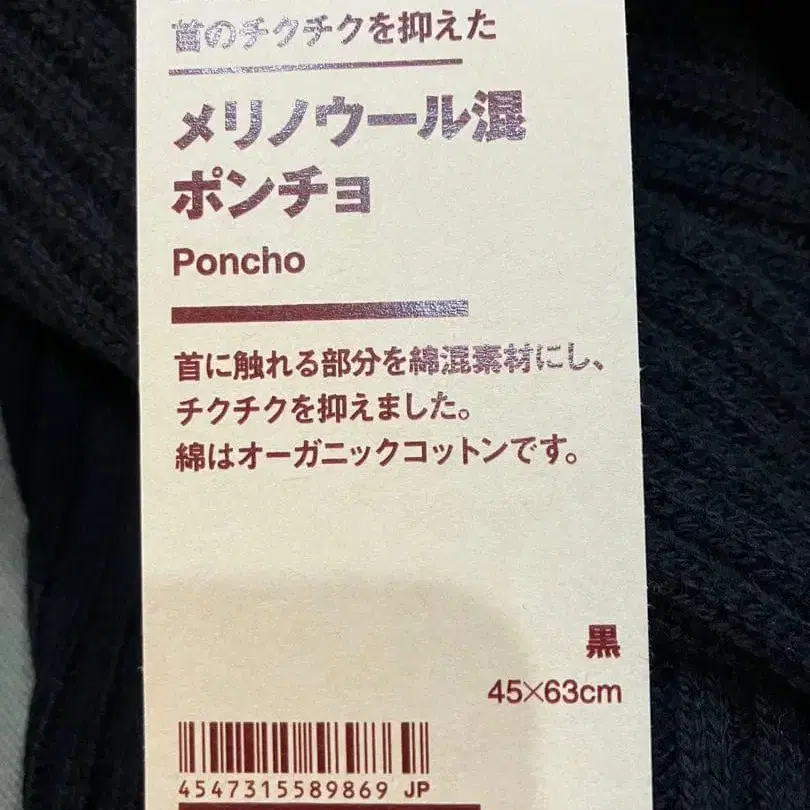 首のチクチクを抑えた
メリノウール混
ポンチョ
Poncho
首に触れる部分を綿混素材にし、
チクチクを抑えました。
綿はオーガニックコットンです。
黒
45×63cm
4547315589869 JP